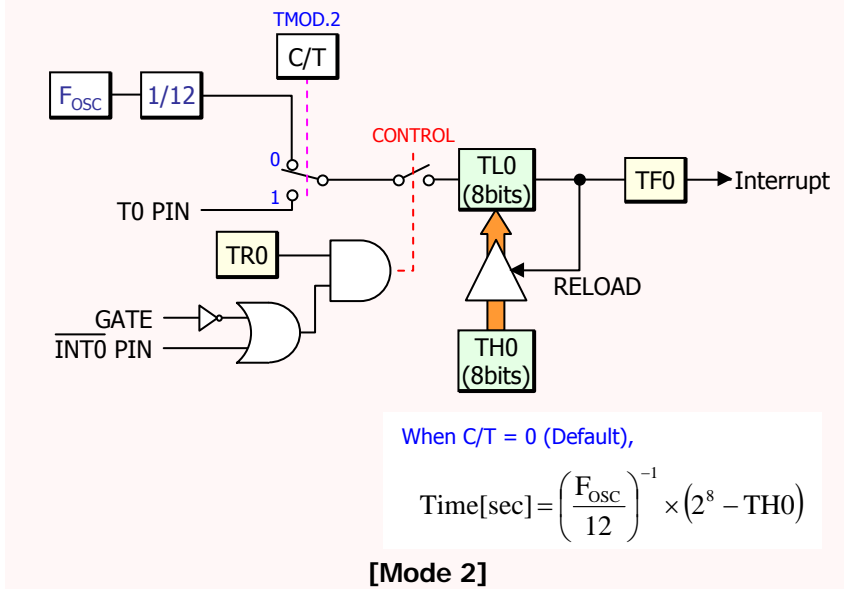 TMOD.2
C/T
F_OSC
1/12
CONTROL
0
TL0
(8bits)
TF0
Interrupt
1
T0 PIN
TR0
RELOAD
GATE
INT0 PIN
TH0
(8bits)
When C/T = 0 (Default),
Time[sec] = (F_OSC / 12)^−1 × (2^8 − TH0)
[Mode 2]